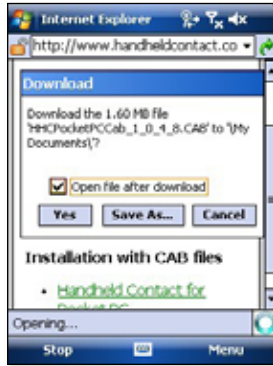 Internet Explorer
http://www.handheldcontact.co
Download
Download the 1.60 MB file
'HHCPocketPCCab_1_0_4_8.CAB' to '\My
Documents\'?
Open file after download
Yes Save As... Cancel
Installation with CAB files
• Handheld Contact for
Pocket PC
Opening...
Stop Menu